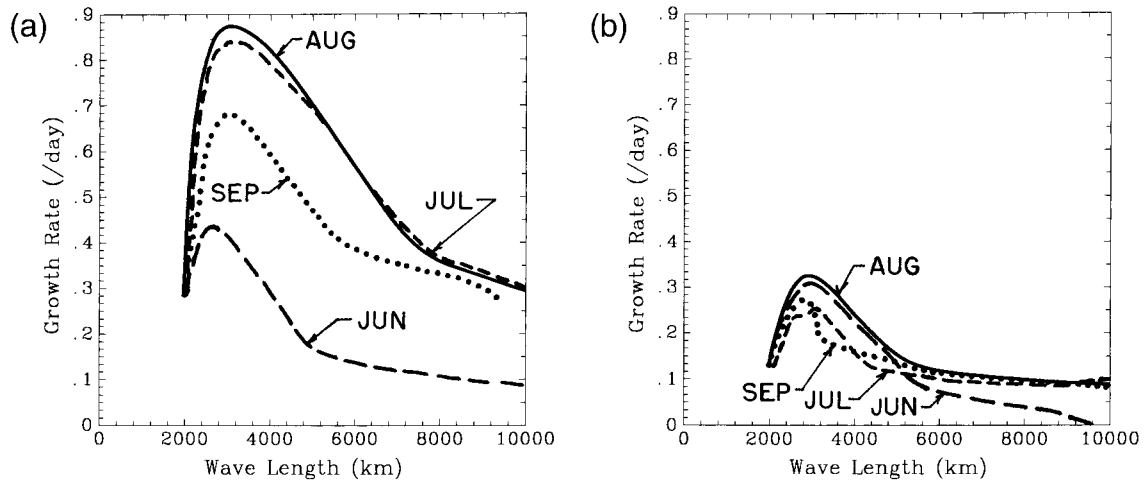 (a)
.9
.8
.7
.6
.5
.4
.3
.2
.1
0
Growth Rate (/day)
AUG
SEP
JUL
JUN
0 2000 4000 6000 8000 10000
Wave Length (km)
(b)
.9
.8
.7
.6
.5
.4
.3
.2
.1
0
Growth Rate (/day)
AUG
SEP
JUL
JUN
0 2000 4000 6000 8000 10000
Wave Length (km)